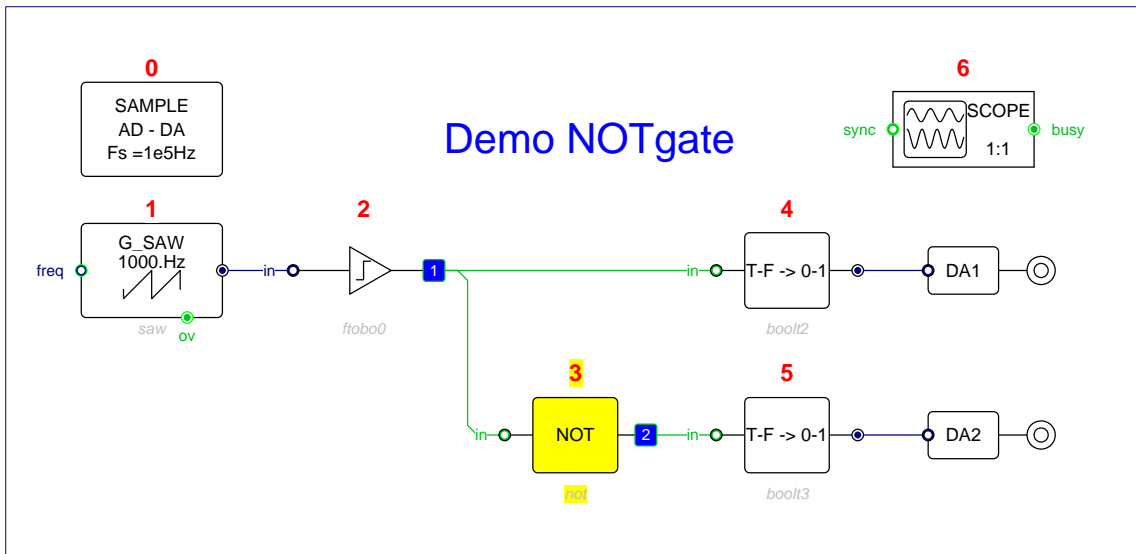 0
SAMPLE
AD - DA
Fs =1e5Hz
Demo NOTgate
6
sync
SCOPE
1:1
busy
1
G_SAW
1000.Hz
freq
ov
saw
2
in
1
ftobo0
4
in
T-F -> 0-1
boolt2
DA1
3
in
NOT
2
not
5
in
T-F -> 0-1
boolt3
DA2